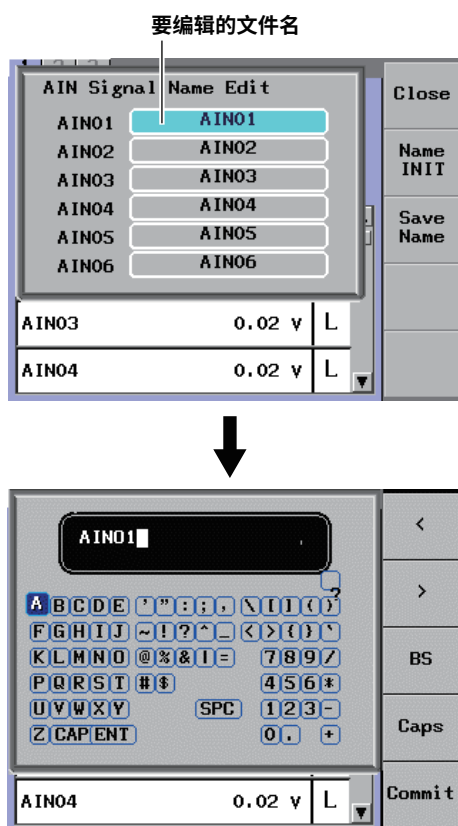 要编辑的文件名
AIN Signal Name Edit
AIN01 AIN01
AIN02 AIN02
AIN03 AIN03
AIN04 AIN04
AIN05 AIN05
AIN06 AIN06
AIN03 0.02 V L
AIN04 0.02 V L
Close
Name
INIT
Save
Name
AIN01
?
A B C D E ' " : ; , \ [ ] ( )
F G H I J ~ ! ? ^ _ < > { } `
K L M N O @ % & | = 7 8 9 /
P Q R S T # $ 4 5 6 *
U V W X Y SPC 1 2 3 -
Z CAP ENT 0 . +
AIN04 0.02 V L
<
>
BS
Caps
Commit